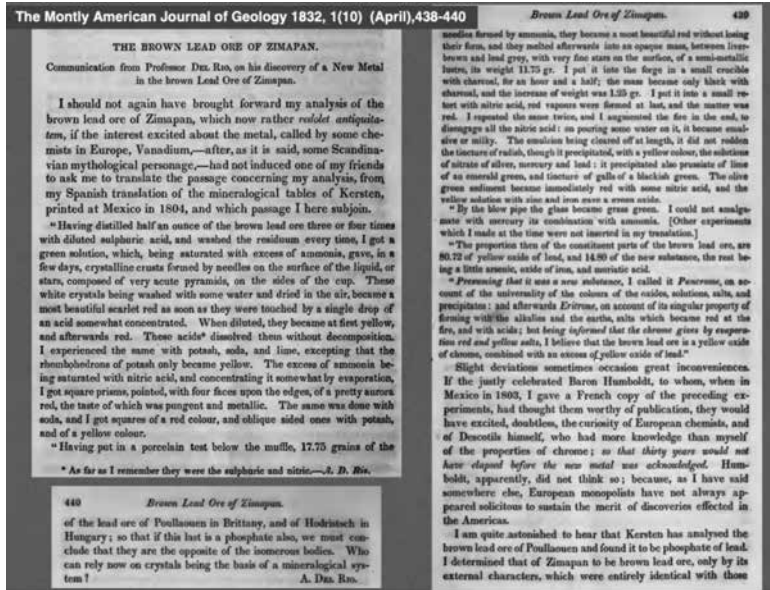 The Montly American Journal of Geology 1832, 1(10) (April),438-440
THE BROWN LEAD ORE OF ZIMAPAN.
Communication from Professor DEL RIO, on his discovery of a New Metal
in the brown Lead Ore of Zimapan.
I should not again have brought forward my analysis of the
brown lead ore of Zimapan, which now rather redolet antiquita-
tem, if the interest excited about the metal, called by some che-
mists in Europe, Vanadium,—after, as it is said, some Scandina-
vian mythological personage,—had not induced one of my friends
to ask me to translate the passage concerning my analysis, from
my Spanish translation of the mineralogical tables of Kersten,
printed at Mexico in 1804, and which passage I here subjoin.
"Having distilled half an ounce of the brown lead ore three or four times
with diluted sulphuric acid, and washed the residuum every time, I got a
green solution, which, being saturated with excess of ammonia, gave, in a
few days, crystalline crusts formed by needles on the surface of the liquid, or
stars, composed of very acute pyramids, on the sides of the cup. These
white crystals being washed with some water and dried in the air, became a
most beautiful scarlet red as soon as they were touched by a single drop of
an acid somewhat concentrated. When diluted, they became at first yellow,
and afterwards red. These acids* dissolved them without decomposition.
I experienced the same with potash, soda, and lime, excepting that the
rhombohedrons of potash only became yellow. The excess of ammonia be-
ing saturated with nitric acid, and concentrating it somewhat by evaporation,
I got square prisms, pointed, with four faces upon the edges, of a pretty aurora
red, the taste of which was pungent and metallic. The same was done with
soda, and I got squares of a red colour, and oblique sided ones with potash,
and of a yellow colour.
"Having put in a porcelain test below the muffle, 17.75 grains of the
* As far as I remember they were the sulphuric and nitric.—A. D. Rio.
Brown Lead Ore of Zimapan. 439
needles formed by ammonia, they became a most beautiful red without losing
their form, and they melted afterwards into an opaque mass, between liver-
brown and lead grey, with very fine stars on the surface, of a semi-metallic
lustre, its weight 11.75 gr. I put it into the forge in a small crucible
with charcoal, for an hour and a half; the mass became only black with
charcoal, and the increase of weight was 1.25 gr. I put it into a small re-
tort with nitric acid, red vapours were formed at last, and the matter was
red. I repeated the same twice, and I augmented the fire in the end, to
disengage all the nitric acid: on pouring some water on it, it became emul-
sive or milky. The emulsion being cleared off at length, it did not redden
the tincture of radish, though it precipitated, with a yellow colour, the solutions
of nitrate of silver, mercury and lead: it precipitated also prussiate of lime
of an emerald green, and tincture of galls of a blackish green. The olive
green sediment became immediately red with some nitric acid, and the
yellow solution with zinc and iron gave a green oxide.
"By the blow pipe the glass became grass green. I could not amalga-
mate with mercury its combination with ammonia. [Other experiments
which I made at the time were not inserted in my translation.]
"The proportion then of the constituent parts of the brown lead ore, are
80.72 of yellow oxide of lead, and 14.80 of the new substance, the rest be-
ing a little arsenic, oxide of iron, and muriatic acid.
"Presuming that it was a new substance, I called it Pancrome, on ac-
count of the universality of the colours of the oxides, solutions, salts, and
precipitates: and afterwards Eritrone, on account of its singular property of
forming with the alkalies and the earths, salts which became red at the
fire, and with acids; but being informed that the chrome gives by evapora-
tion red and yellow salts, I believe that the brown lead ore is a yellow oxide
of chrome, combined with an excess of yellow oxide of lead."
Slight deviations sometimes occasion great inconveniences.
If the justly celebrated Baron Humboldt, to whom, when in
Mexico in 1803, I gave a French copy of the preceding ex-
periments, had thought them worthy of publication, they would
have excited, doubtless, the curiosity of European chemists, and
of Descotils himself, who had more knowledge than myself
of the properties of chrome; so that thirty years would not
have elapsed before the new metal was acknowledged. Hum-
boldt, apparently, did not think so; because, as I have said
somewhere else, European monopolists have not always ap-
peared solicitous to sustain the merit of discoveries effected in
the Americas.
I am quite astonished to hear that Kersten has analysed the
brown lead ore of Poullaouen and found it to be phosphate of lead.
I determined that of Zimapan to be brown lead ore, only by its
external characters, which were entirely identical with those
440 Brown Lead Ore of Zimapan.
of the lead ore of Poullaouen in Brittany, and of Hodritsch in
Hungary; so that if this last is a phosphate also, we must con-
clude that they are the opposite of the isomerous bodies. Who
can rely now on crystals being the basis of a mineralogical sys-
tem? A. DEL RIO.